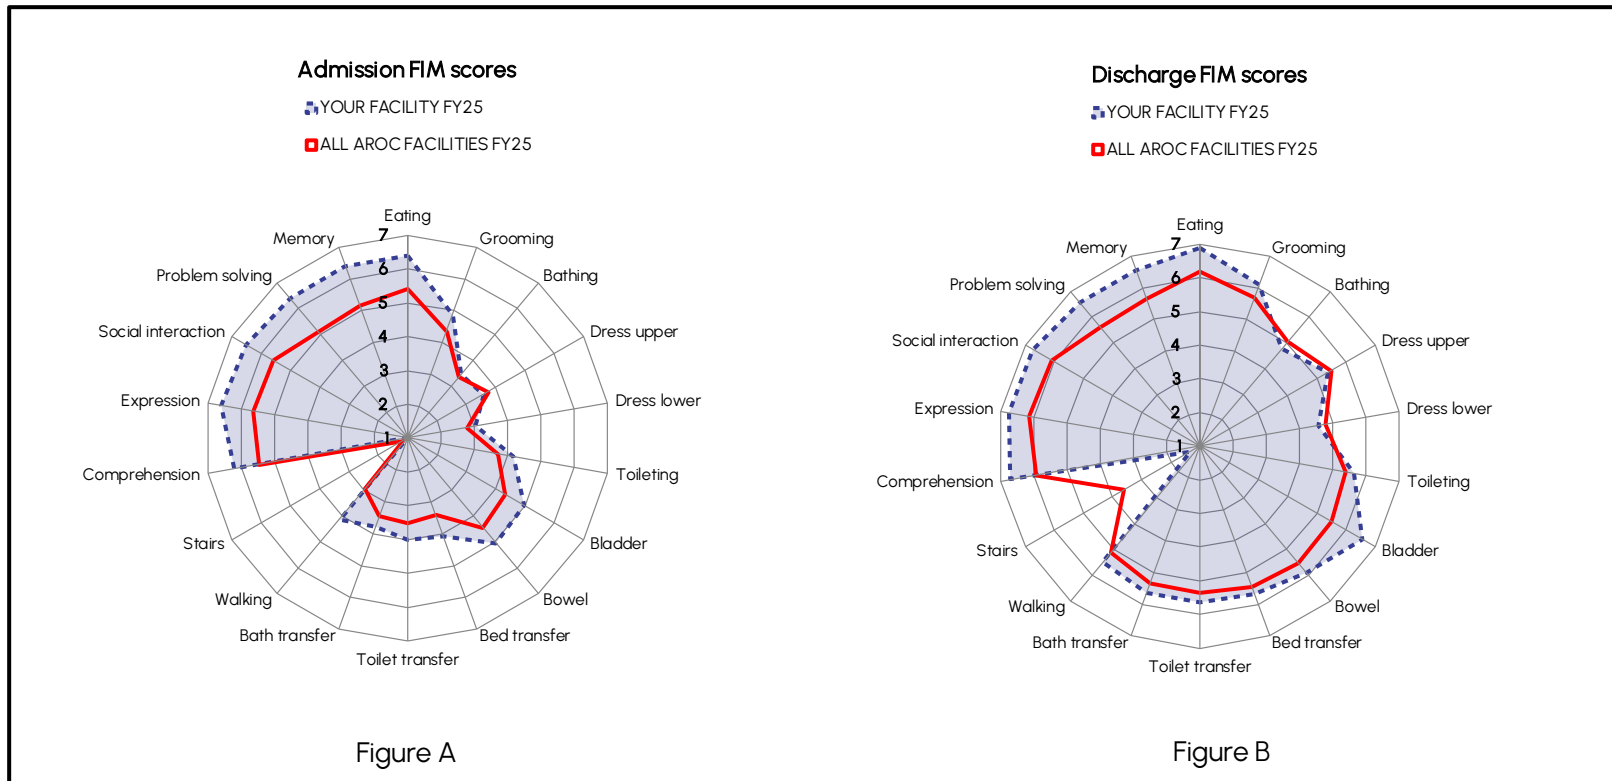 Admission FIM scores
YOUR FACILITY FY25
ALL AROC FACILITIES FY25
Eating
Grooming
Bathing
Dress upper
Dress lower
Toileting
Bladder
Bowel
Bed transfer
Toilet transfer
Bath transfer
Walking
Stairs
Comprehension
Expression
Social interaction
Problem solving
Memory
7
6
5
4
3
2
1
Figure A
Discharge FIM scores
YOUR FACILITY FY25
ALL AROC FACILITIES FY25
Eating
Grooming
Bathing
Dress upper
Dress lower
Toileting
Bladder
Bowel
Bed transfer
Toilet transfer
Bath transfer
Walking
Stairs
Comprehension
Expression
Social interaction
Problem solving
Memory
7
6
5
4
3
2
1
Figure B